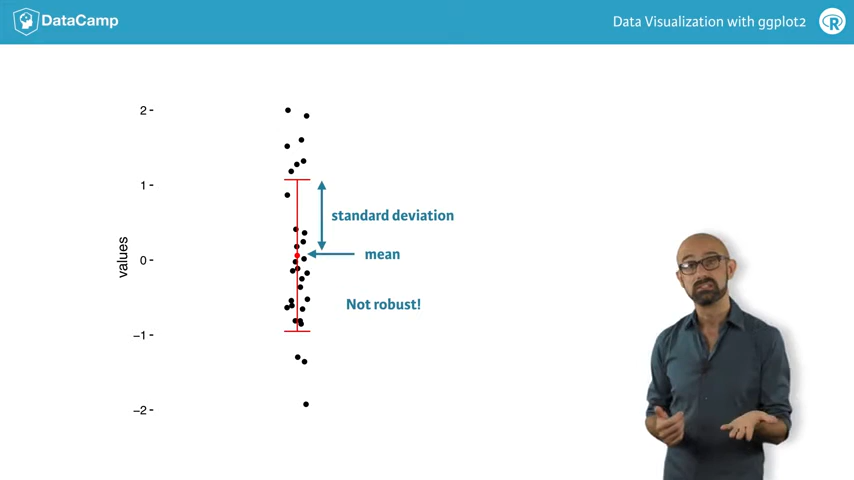 DataCamp
Data Visualization with ggplot2
R
2
1
standard deviation
values
0
mean
Not robust!
−1
−2